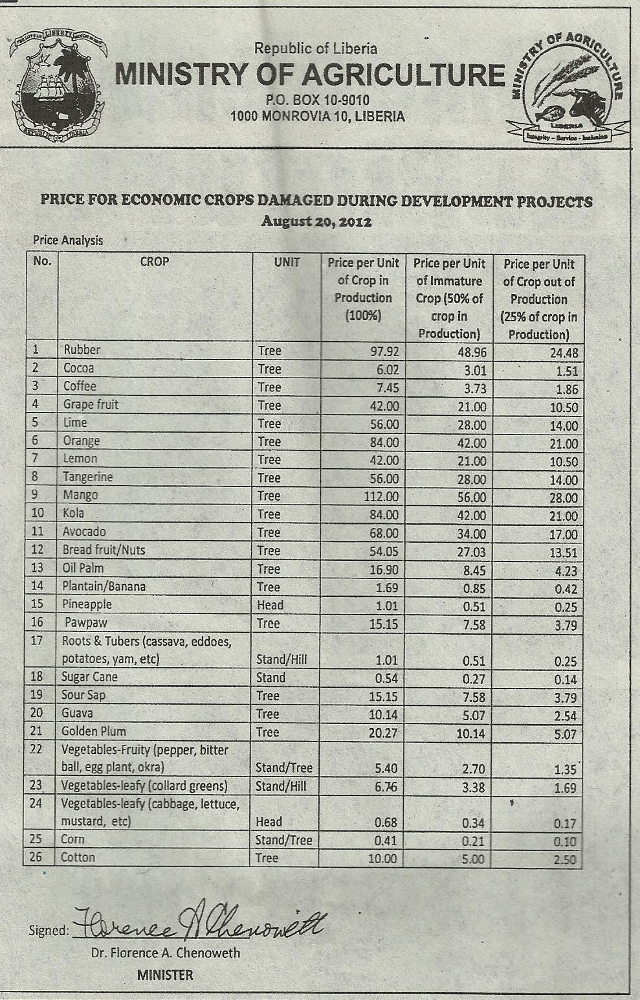 THE LOVE OF LIBERTY BROUGHT US HERE
REPUBLIC OF LIBERIA
Republic of Liberia
MINISTRY OF AGRICULTURE
P.O. BOX 10-9010
1000 MONROVIA 10, LIBERIA
MINISTRY OF AGRICULTURE
LIBERIA
Integrity - Service - Inclusion
PRICE FOR ECONOMIC CROPS DAMAGED DURING DEVELOPMENT PROJECTS
August 20, 2012
Price Analysis
No. CROP UNIT Price per Unit of Crop in Production (100%) Price per Unit of Immature Crop (50% of crop in Production) Price per Unit of Crop out of Production (25% of crop in Production)
1 Rubber Tree 97.92 48.96 24.48
2 Cocoa Tree 6.02 3.01 1.51
3 Coffee Tree 7.45 3.73 1.86
4 Grape fruit Tree 42.00 21.00 10.50
5 Lime Tree 56.00 28.00 14.00
6 Orange Tree 84.00 42.00 21.00
7 Lemon Tree 42.00 21.00 10.50
8 Tangerine Tree 56.00 28.00 14.00
9 Mango Tree 112.00 56.00 28.00
10 Kola Tree 84.00 42.00 21.00
11 Avocado Tree 68.00 34.00 17.00
12 Bread fruit/Nuts Tree 54.05 27.03 13.51
13 Oil Palm Tree 16.90 8.45 4.23
14 Plantain/Banana Tree 1.69 0.85 0.42
15 Pineapple Head 1.01 0.51 0.25
16 Pawpaw Tree 15.15 7.58 3.79
17 Roots & Tubers (cassava, eddoes,
potatoes, yam, etc) Stand/Hill 1.01 0.51 0.25
18 Sugar Cane Stand 0.54 0.27 0.14
19 Sour Sap Tree 15.15 7.58 3.79
20 Guava Tree 10.14 5.07 2.54
21 Golden Plum Tree 20.27 10.14 5.07
22 Vegetables-Fruity (pepper, bitter
ball, egg plant, okra) Stand/Tree 5.40 2.70 1.35
23 Vegetables-leafy (collard greens) Stand/Hill 6.76 3.38 1.69
24 Vegetables-leafy (cabbage, lettuce,
mustard, etc) Head 0.68 0.34 0.17
25 Corn Stand/Tree 0.41 0.21 0.10
26 Cotton Tree 10.00 5.00 2.50
Signed: Florence A Chenoweth
Dr. Florence A. Chenoweth
MINISTER